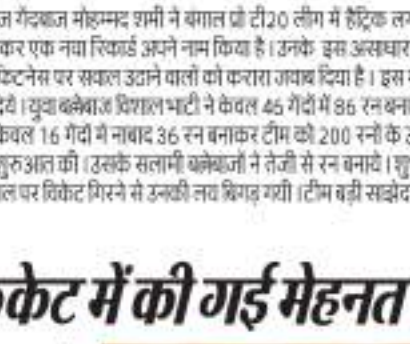 ज गेंदबाज मोहम्मद शमी ने बंगाल प्रो टी20 लीग में हैट्रिक लग
कर एक नया रिकार्ड अपने नाम किया है। उनके इस असाधार
फिटनेस पर सवाल उठाने वालों को करारा जवाब दिया है। इस
दिये। युवा बल्लेबाज विशाल भाटी ने केवल 46 गेंदों में 86 रन बना
केवल 16 गेंदों में नाबाद 36 रन बनाकर टीम को 200 रनों के
शुरुआत की। उसके सलामी बल्लेबाजों ने तेजी से रन बनाये। शु
ल पर विकेट गिरने से उनकी लय बिगड़ गयी। टीम बड़ी साझेद
केट में की गई मेहनत